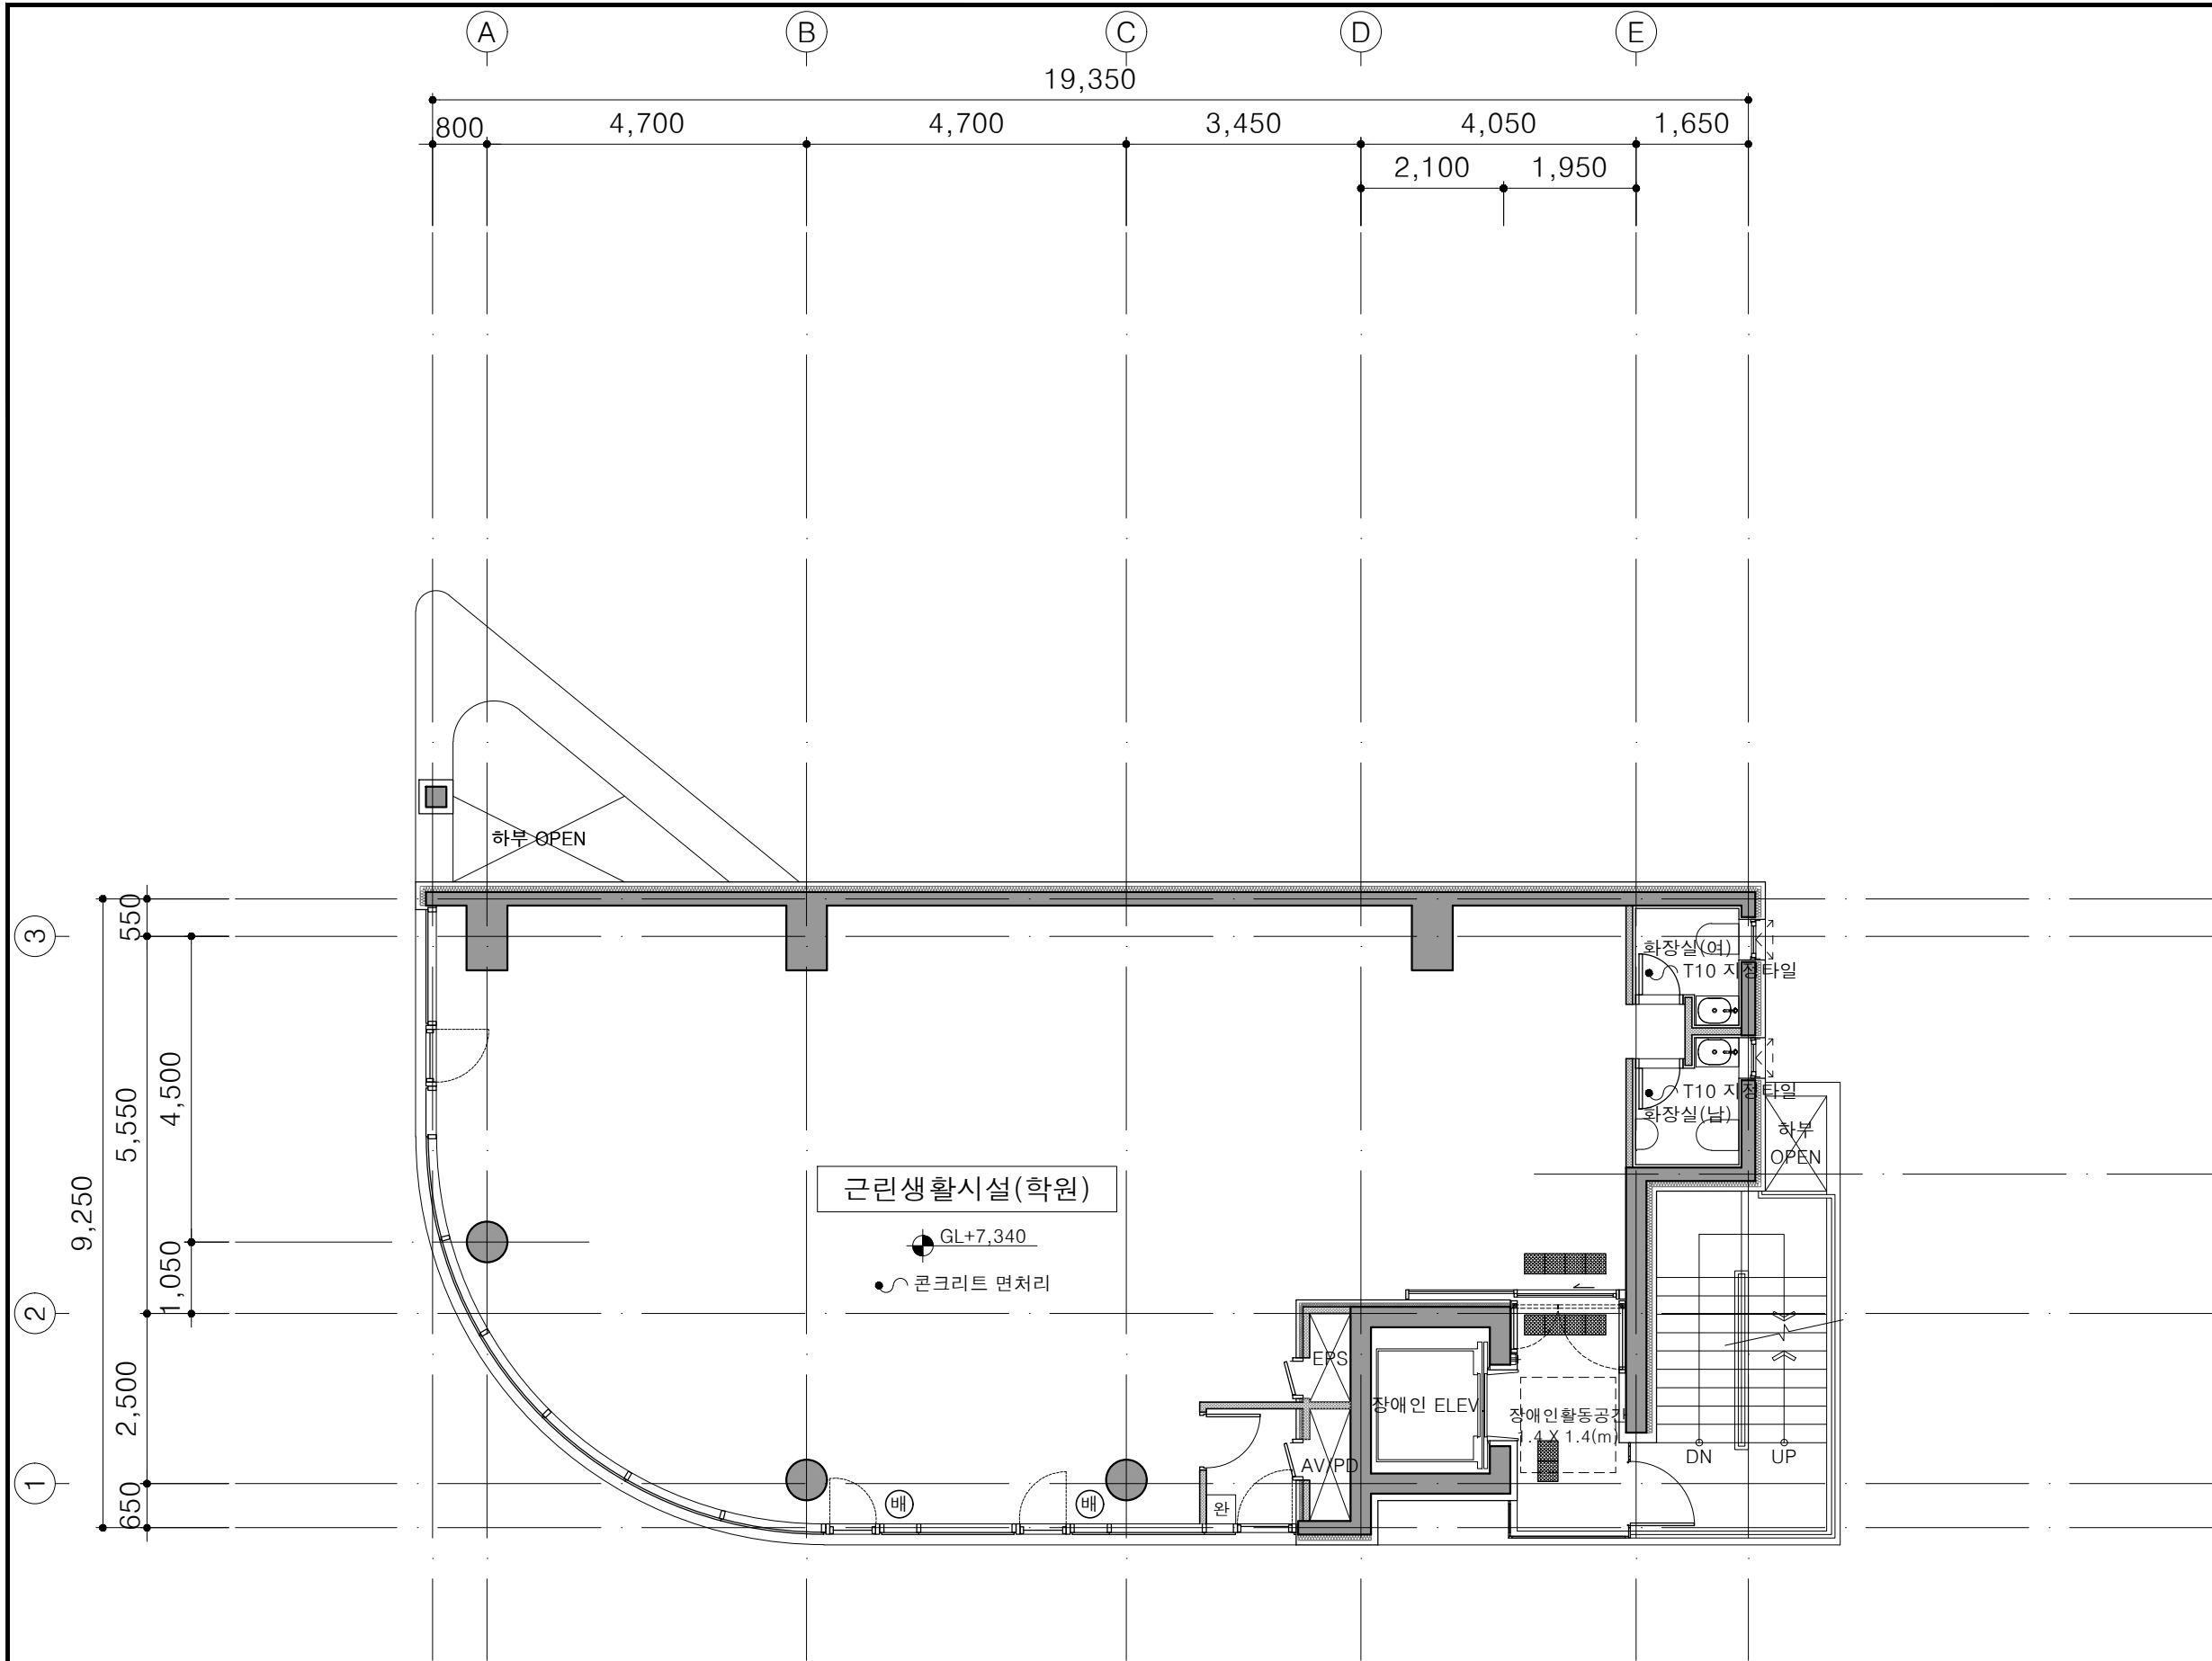 A B C D E
19,350
800 4,700 4,700 3,450 4,050 1,650
2,100 1,950
하부 OPEN
550
3
화장실(여)
T10 지정타일
4,500
5,550
T10 지정타일
화장실(남)
하부
OPEN
근린생활시설(학원)
9,250
GL+7,340
1,050
콘크리트 면처리
2
EPS
2,500
장애인 ELEV.
장애인활동공간
1.4 X 1.4(m)
DN UP
AV/PD
1
650
배 배 완